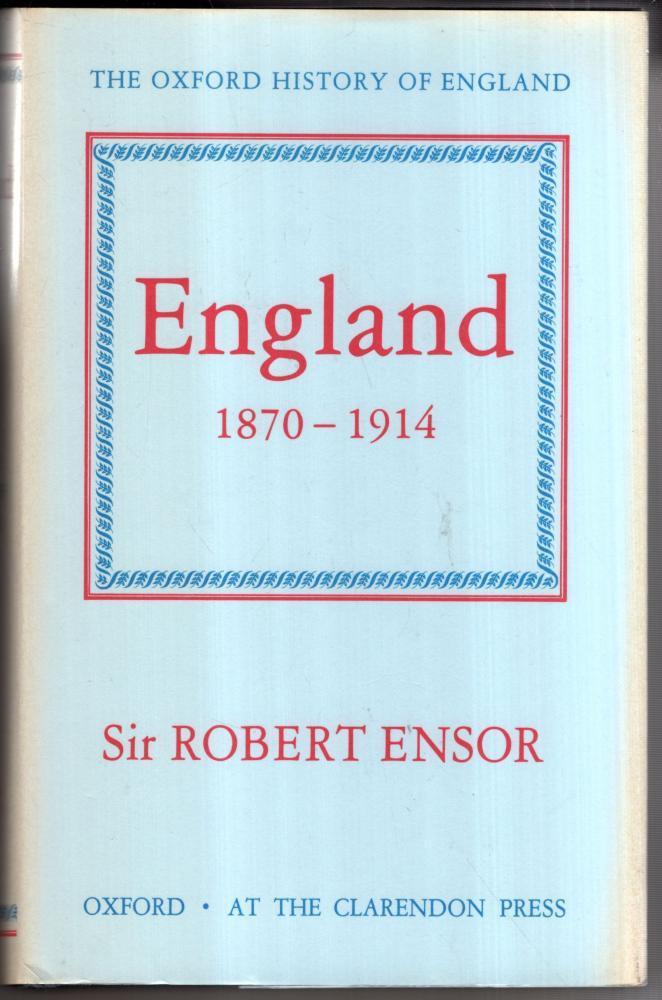 THE OXFORD HISTORY OF ENGLAND
England
1870 – 1914
Sir ROBERT ENSOR
OXFORD · AT THE CLARENDON PRESS